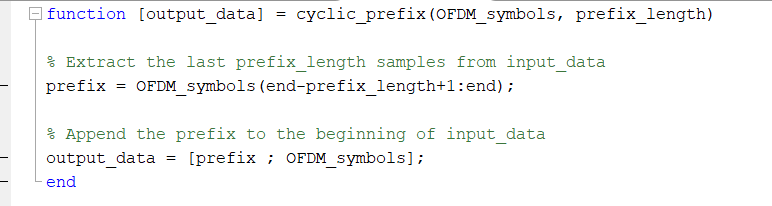 function [output_data] = cyclic_prefix(OFDM_symbols, prefix_length)
% Extract the last prefix_length samples from input_data
prefix = OFDM_symbols(end-prefix_length+1:end);
% Append the prefix to the beginning of input_data
output_data = [prefix ; OFDM_symbols];
end